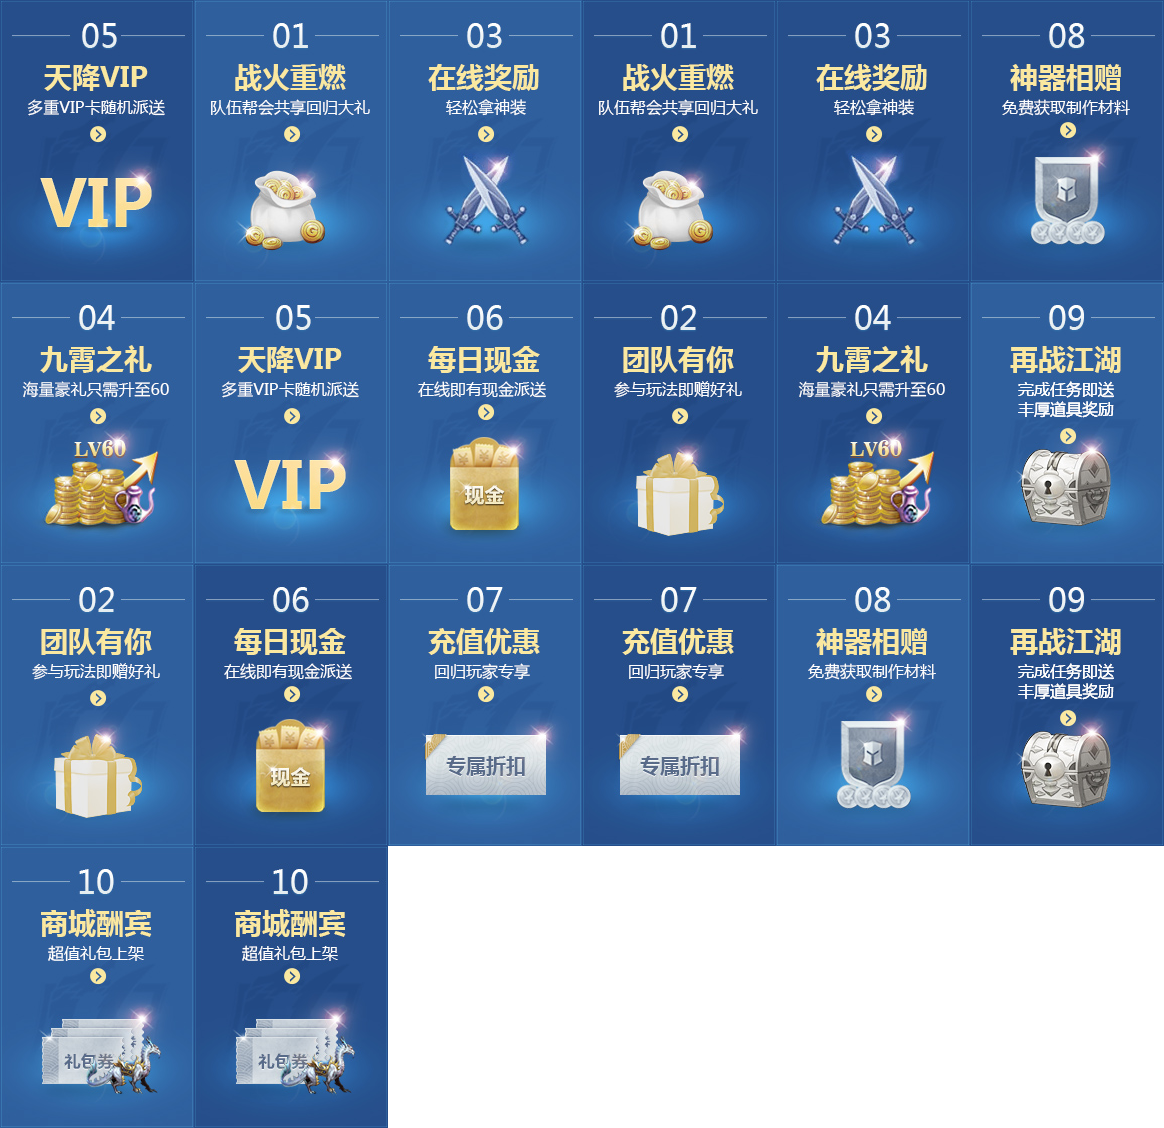 05
天降VIP
多重VIP卡随机派送
VIP
01
战火重燃
队伍帮会共享回归大礼
03
在线奖励
轻松拿神装
01
战火重燃
队伍帮会共享回归大礼
03
在线奖励
轻松拿神装
08
神器相赠
免费获取制作材料
04
九霄之礼
海量豪礼只需升至60
LV60
05
天降VIP
多重VIP卡随机派送
VIP
06
每日现金
在线即有现金派送
现金
02
团队有你
参与玩法即赠好礼
04
九霄之礼
海量豪礼只需升至60
LV60
09
再战江湖
完成任务即送
丰厚道具奖励
02
团队有你
参与玩法即赠好礼
06
每日现金
在线即有现金派送
现金
07
充值优惠
回归玩家专享
专属折扣
07
充值优惠
回归玩家专享
专属折扣
08
神器相赠
免费获取制作材料
09
再战江湖
完成任务即送
丰厚道具奖励
10
商城酬宾
超值礼包上架
礼包券
10
商城酬宾
超值礼包上架
礼包券